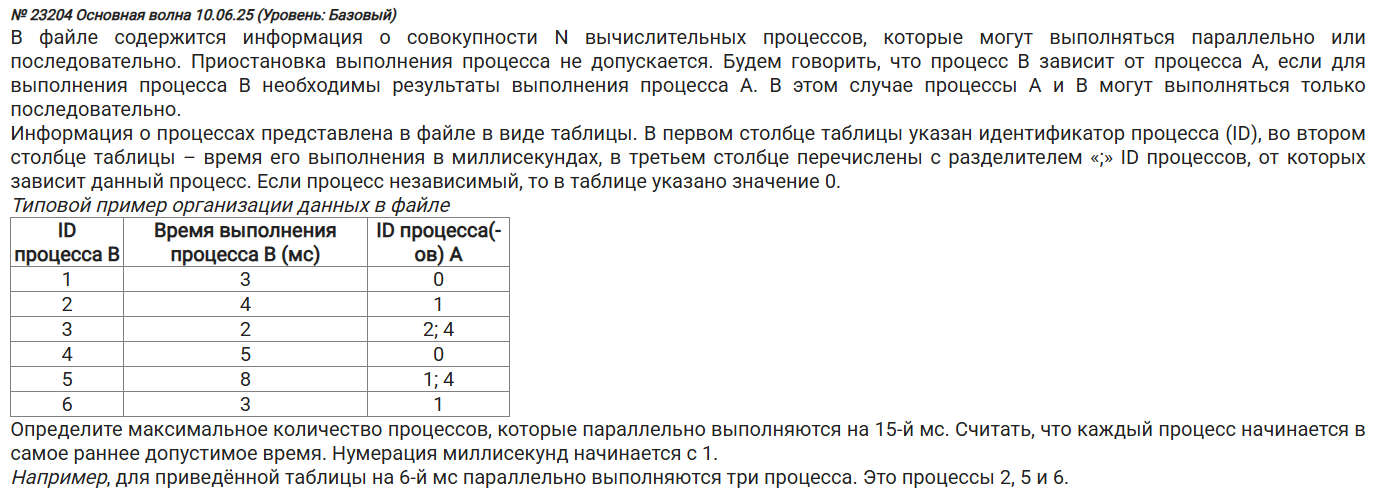 № 23204 Основная волна 10.06.25 (Уровень: Базовый)
В файле содержится информация о совокупности N вычислительных процессов, которые могут выполняться параллельно или
последовательно. Приостановка выполнения процесса не допускается. Будем говорить, что процесс B зависит от процесса A, если для
выполнения процесса B необходимы результаты выполнения процесса A. В этом случае процессы A и B могут выполняться только
последовательно.
Информация о процессах представлена в файле в виде таблицы. В первом столбце таблицы указан идентификатор процесса (ID), во втором
столбце таблицы – время его выполнения в миллисекундах, в третьем столбце перечислены с разделителем «;» ID процессов, от которых
зависит данный процесс. Если процесс независимый, то в таблице указано значение 0.
Типовой пример организации данных в файле
ID процесса B | Время выполнения процесса B (мс) | ID процесса(-ов) A
1 3 0
2 4 1
3 2 2; 4
4 5 0
5 8 1; 4
6 3 1
Определите максимальное количество процессов, которые параллельно выполняются на 15-й мс. Считать, что каждый процесс начинается в
самое раннее допустимое время. Нумерация миллисекунд начинается с 1.
Например, для приведённой таблицы на 6-й мс параллельно выполняются три процесса. Это процессы 2, 5 и 6.